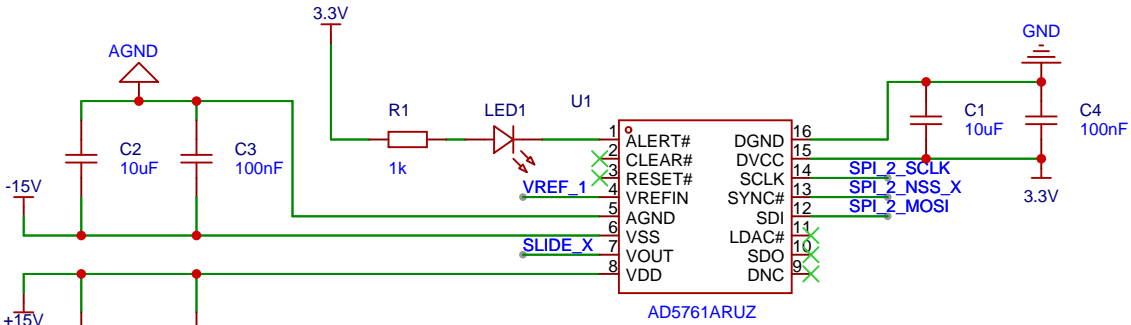 3.3V
GND
AGND
R1
LED1
U1
C1
C4
10uF
100nF
1k
C2
C3
10uF
100nF
-15V
+15V
3.3V
VREF_1
SLIDE_X
1 ALERT#
2 CLEAR#
3 RESET#
4 VREFIN
5 AGND
6 VSS
7 VOUT
8 VDD
DGND 16
DVCC 15
SCLK 14
SYNC# 13
SDI 12
LDAC# 11
SDO 10
DNC 9
SPI_2_SCLK
SPI_2_NSS_X
SPI_2_MOSI
AD5761ARUZ